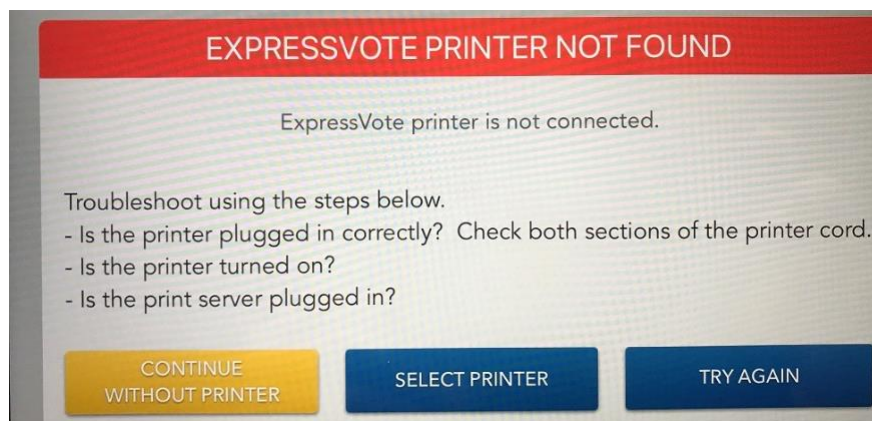 EXPRESSVOTE PRINTER NOT FOUND
ExpressVote printer is not connected.
Troubleshoot using the steps below.
- Is the printer plugged in correctly?  Check both sections of the printer cord.
- Is the printer turned on?
- Is the print server plugged in?
CONTINUE
WITHOUT PRINTER
SELECT PRINTER
TRY AGAIN